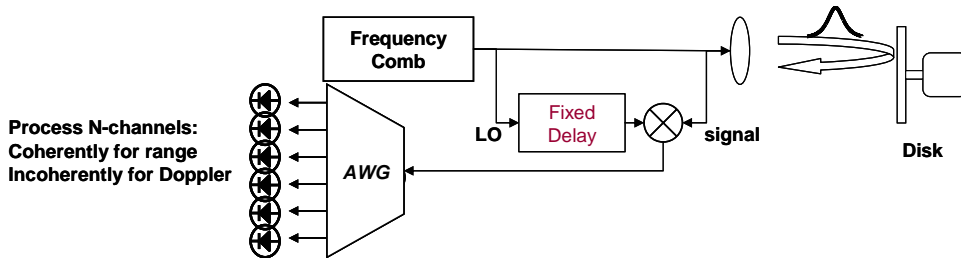 Frequency
Comb
Process N-channels:
Coherently for range
Incoherently for Doppler
AWG
LO
Fixed
Delay
signal
Disk